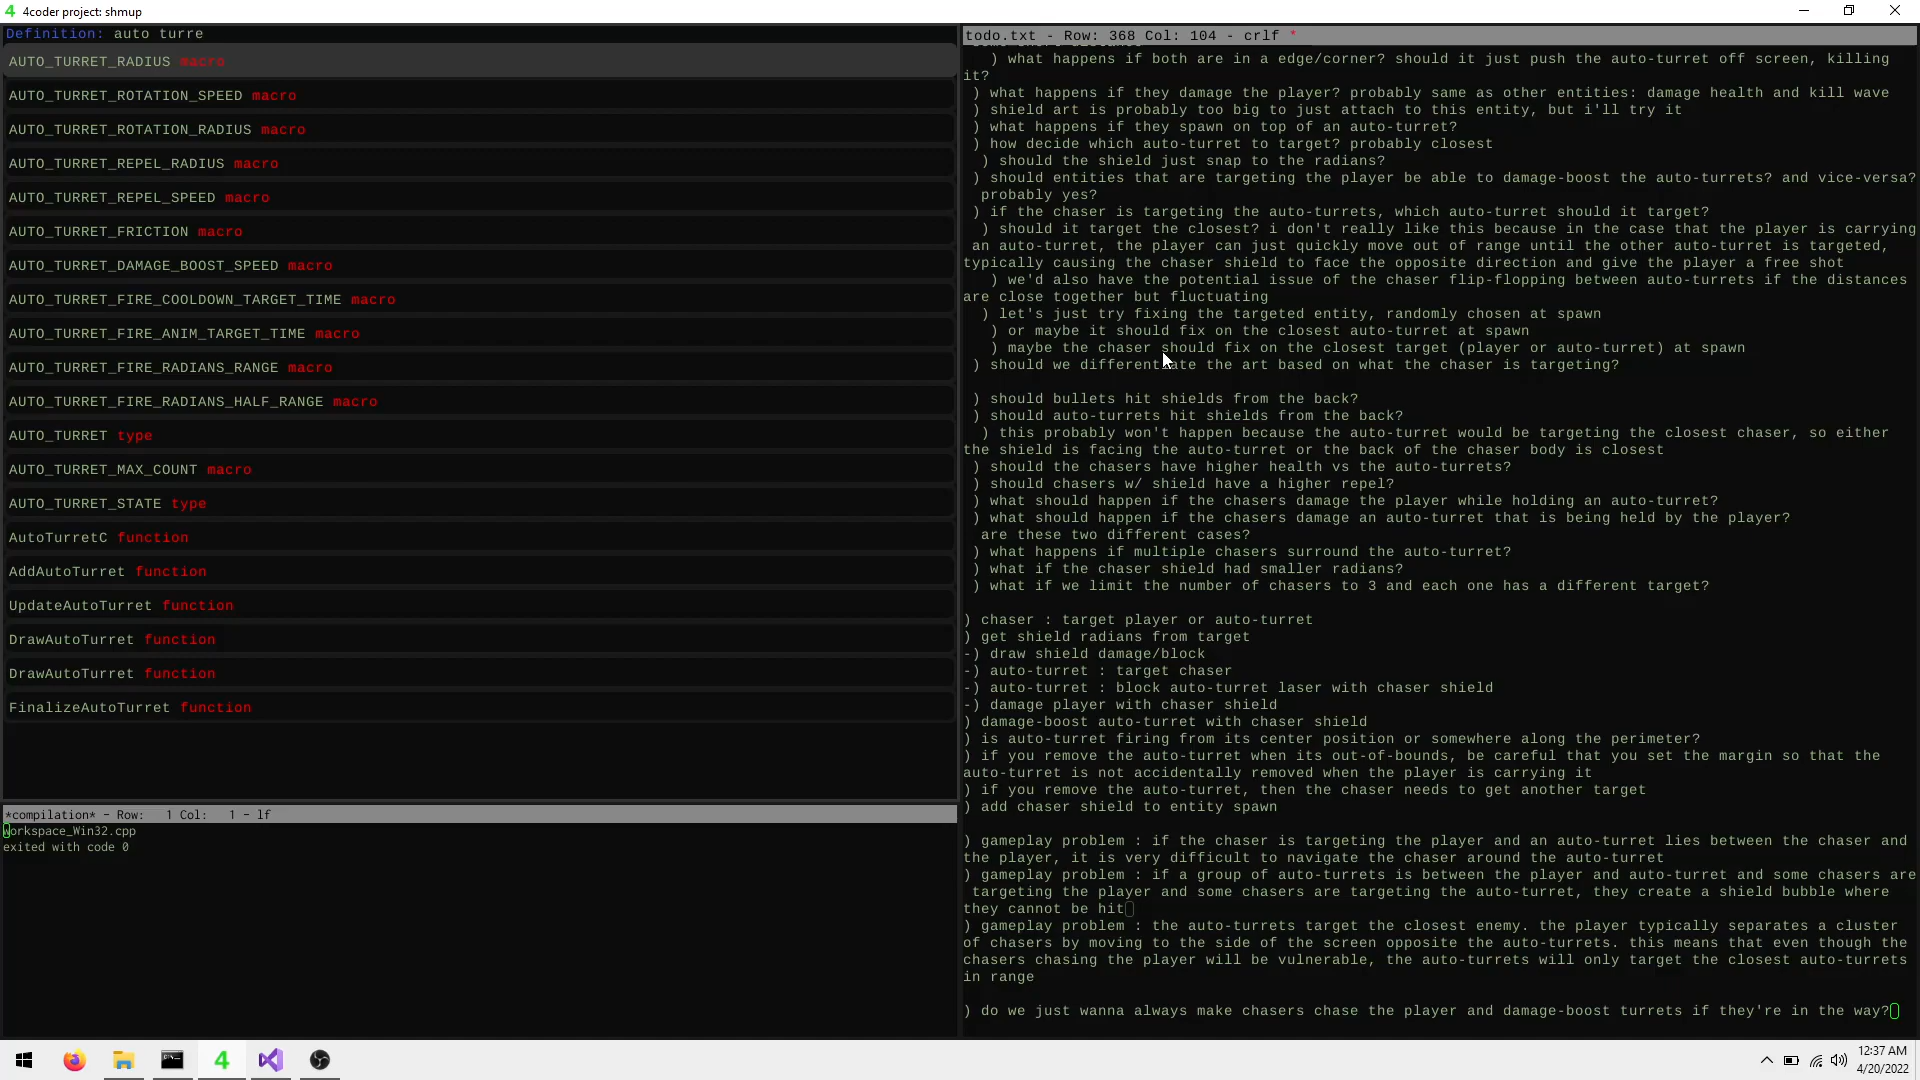 4coder project: shmup
Definition: auto turre
AUTO_TURRET_RADIUS macro
AUTO_TURRET_ROTATION_SPEED macro
AUTO_TURRET_ROTATION_RADIUS macro
AUTO_TURRET_REPEL_RADIUS macro
AUTO_TURRET_REPEL_SPEED macro
AUTO_TURRET_FRICTION macro
AUTO_TURRET_DAMAGE_BOOST_SPEED macro
AUTO_TURRET_FIRE_COOLDOWN_TARGET_TIME macro
AUTO_TURRET_FIRE_ANIM_TARGET_TIME macro
AUTO_TURRET_FIRE_RADIANS_RANGE macro
AUTO_TURRET_FIRE_RADIANS_HALF_RANGE macro
AUTO_TURRET type
AUTO_TURRET_MAX_COUNT macro
AUTO_TURRET_STATE type
AutoTurretC function
AddAutoTurret function
UpdateAutoTurret function
DrawAutoTurret function
DrawAutoTurret function
FinalizeAutoTurret function
*compilation* - Row: 1 Col: 1 - lf
workspace_Win32.cpp
exited with code 0
todo.txt - Row: 368 Col: 104 - crlf *
) what happens if both are in a edge/corner? should it just push the auto-turret off screen, killing
it?
) what happens if they damage the player? probably same as other entities: damage health and kill wave
) shield art is probably too big to just attach to this entity, but i'll try it
) what happens if they spawn on top of an auto-turret?
) how decide which auto-turret to target? probably closest
) should the shield just snap to the radians?
) should entities that are targeting the player be able to damage-boost the auto-turrets? and vice-versa?
probably yes?
) if the chaser is targeting the auto-turrets, which auto-turret should it target?
) should it target the closest? i don't really like this because in the case that the player is carrying
an auto-turret, the player can just quickly move out of range until the other auto-turret is targeted,
typically causing the chaser shield to face the opposite direction and give the player a free shot
) we'd also have the potential issue of the chaser flip-flopping between auto-turrets if the distances
are close together but fluctuating
) let's just try fixing the targeted entity, randomly chosen at spawn
) or maybe it should fix on the closest auto-turret at spawn
) maybe the chaser should fix on the closest target (player or auto-turret) at spawn
) should we differentiate the art based on what the chaser is targeting?
) should bullets hit shields from the back?
) should auto-turrets hit shields from the back?
) this probably won't happen because the auto-turret would be targeting the closest chaser, so either
the shield is facing the auto-turret or the back of the chaser body is closest
) should the chasers have higher health vs the auto-turrets?
) should chasers w/ shield have a higher repel?
) what should happen if the chasers damage the player while holding an auto-turret?
) what should happen if the chasers damage an auto-turret that is being held by the player?
are these two different cases?
) what happens if multiple chasers surround the auto-turret?
) what if the chaser shield had smaller radians?
) what if we limit the number of chasers to 3 and each one has a different target?
) chaser : target player or auto-turret
) get shield radians from target
-) draw shield damage/block
-) auto-turret : target chaser
-) auto-turret : block auto-turret laser with chaser shield
-) damage player with chaser shield
) damage-boost auto-turret with chaser shield
) is auto-turret firing from its center position or somewhere along the perimeter?
) if you remove the auto-turret when its out-of-bounds, be careful that you set the margin so that the
auto-turret is not accidentally removed when the player is carrying it
) if you remove the auto-turret, then the chaser needs to get another target
) add chaser shield to entity spawn
) gameplay problem : if the chaser is targeting the player and an auto-turret lies between the chaser and
the player, it is very difficult to navigate the chaser around the auto-turret
) gameplay problem : if a group of auto-turrets is between the player and auto-turret and some chasers are
targeting the player and some chasers are targeting the auto-turret, they create a shield bubble where
they cannot be hit
) gameplay problem : the auto-turrets target the closest enemy. the player typically separates a cluster
of chasers by moving to the side of the screen opposite the auto-turrets. this means that even though the
chasers chasing the player will be vulnerable, the auto-turrets will only target the closest auto-turrets
in range
) do we just wanna always make chasers chase the player and damage-boost turrets if they're in the way?
12:37 AM
4/20/2022